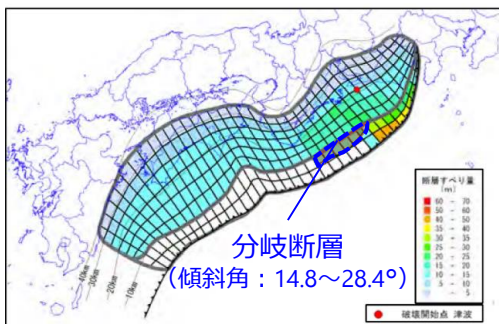 分岐断層
（傾斜角：14.8～28.4°）
40km
30km
20km
10km
断層すべり量
（m）
60 - 70
50 - 60
40 - 50
35 - 40
30 - 35
25 - 30
20 - 25
15 - 20
10 - 15
5 - 10
- 5
破壊開始点 津波